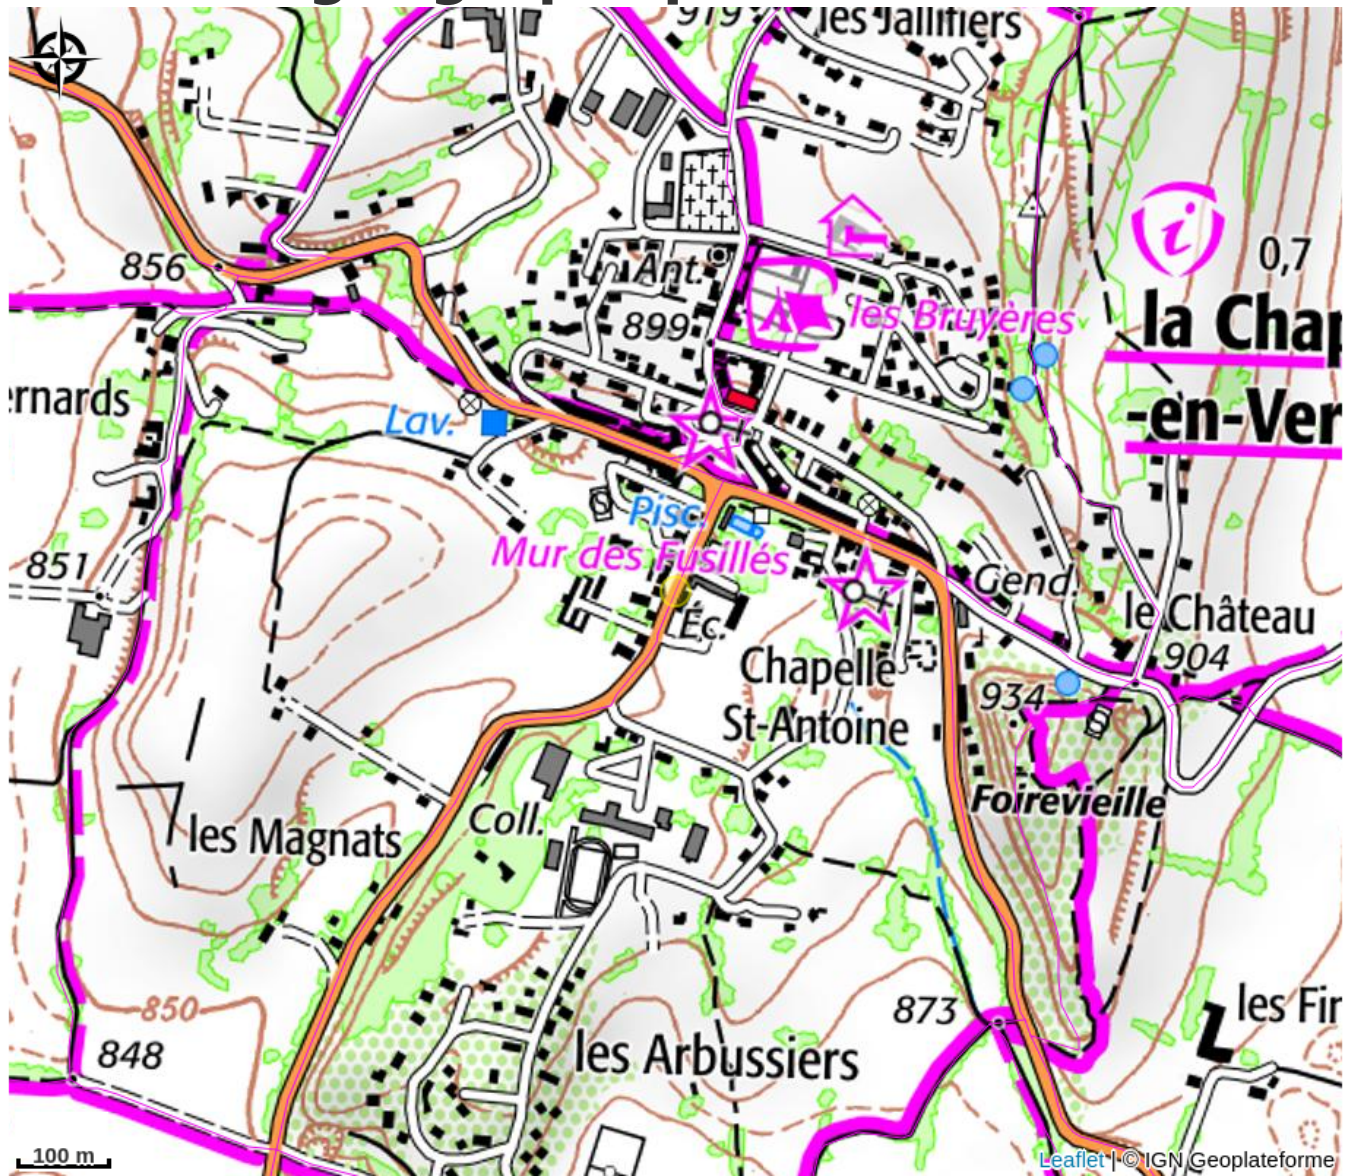 979
les Jallifiers
0,7
856
Ant.
899
les Bruyères
la Chap
-en-Ver
ernards
Lav.
Pisc.
Mur des Fusillés
851
Gend.
le Château
Éc.
904
Chapelle
St-Antoine
934
Foirevieille
les Magnats
Coll.
850
848
873
les Fir
les Arbussiers
100 m
Leaflet | © IGN Geoplateforme